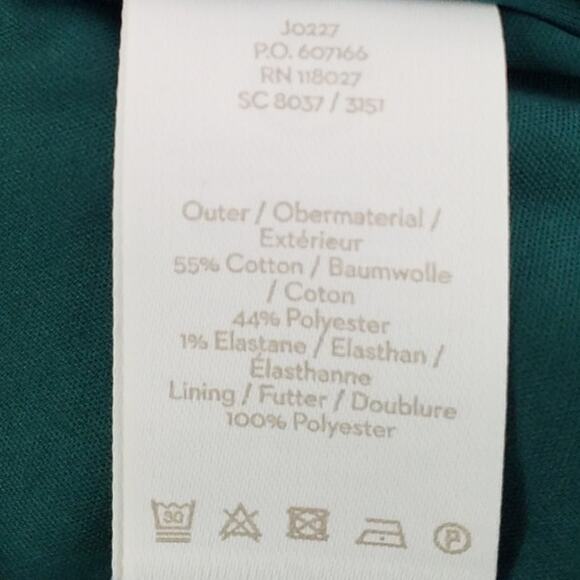 J0227
P.O. 607166
RN 118027
SC 8037 / 3151
Outer / Obermaterial /
Extérieur
55% Cotton / Baumwolle
/ Coton
44% Polyester
1% Elastane / Elasthan /
Élasthanne
Lining / Futter / Doublure
100% Polyester
30 P